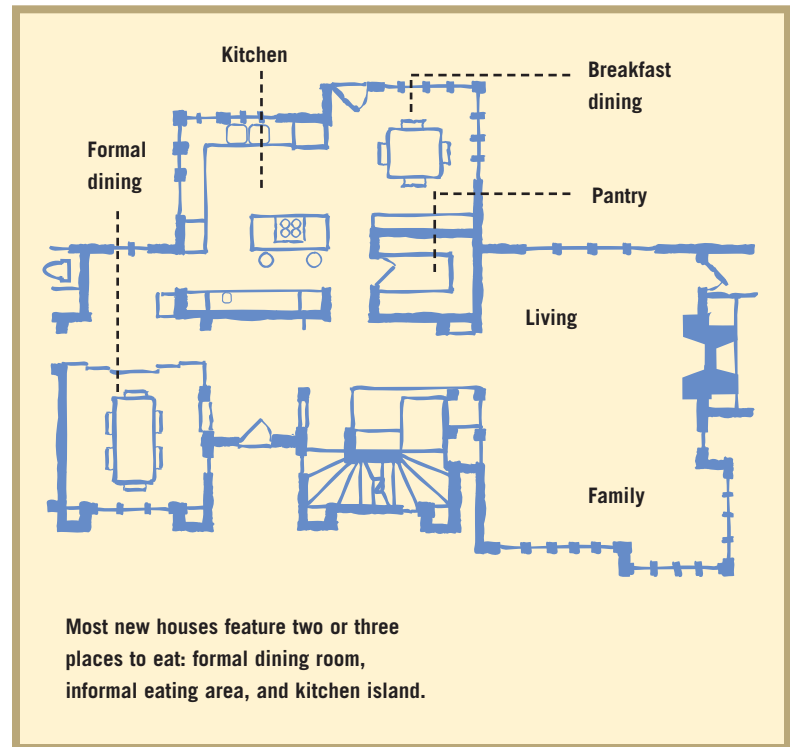 Kitchen
Breakfast
dining
Formal
dining
Pantry
Living
Family
Most new houses feature two or three
places to eat: formal dining room,
informal eating area, and kitchen island.